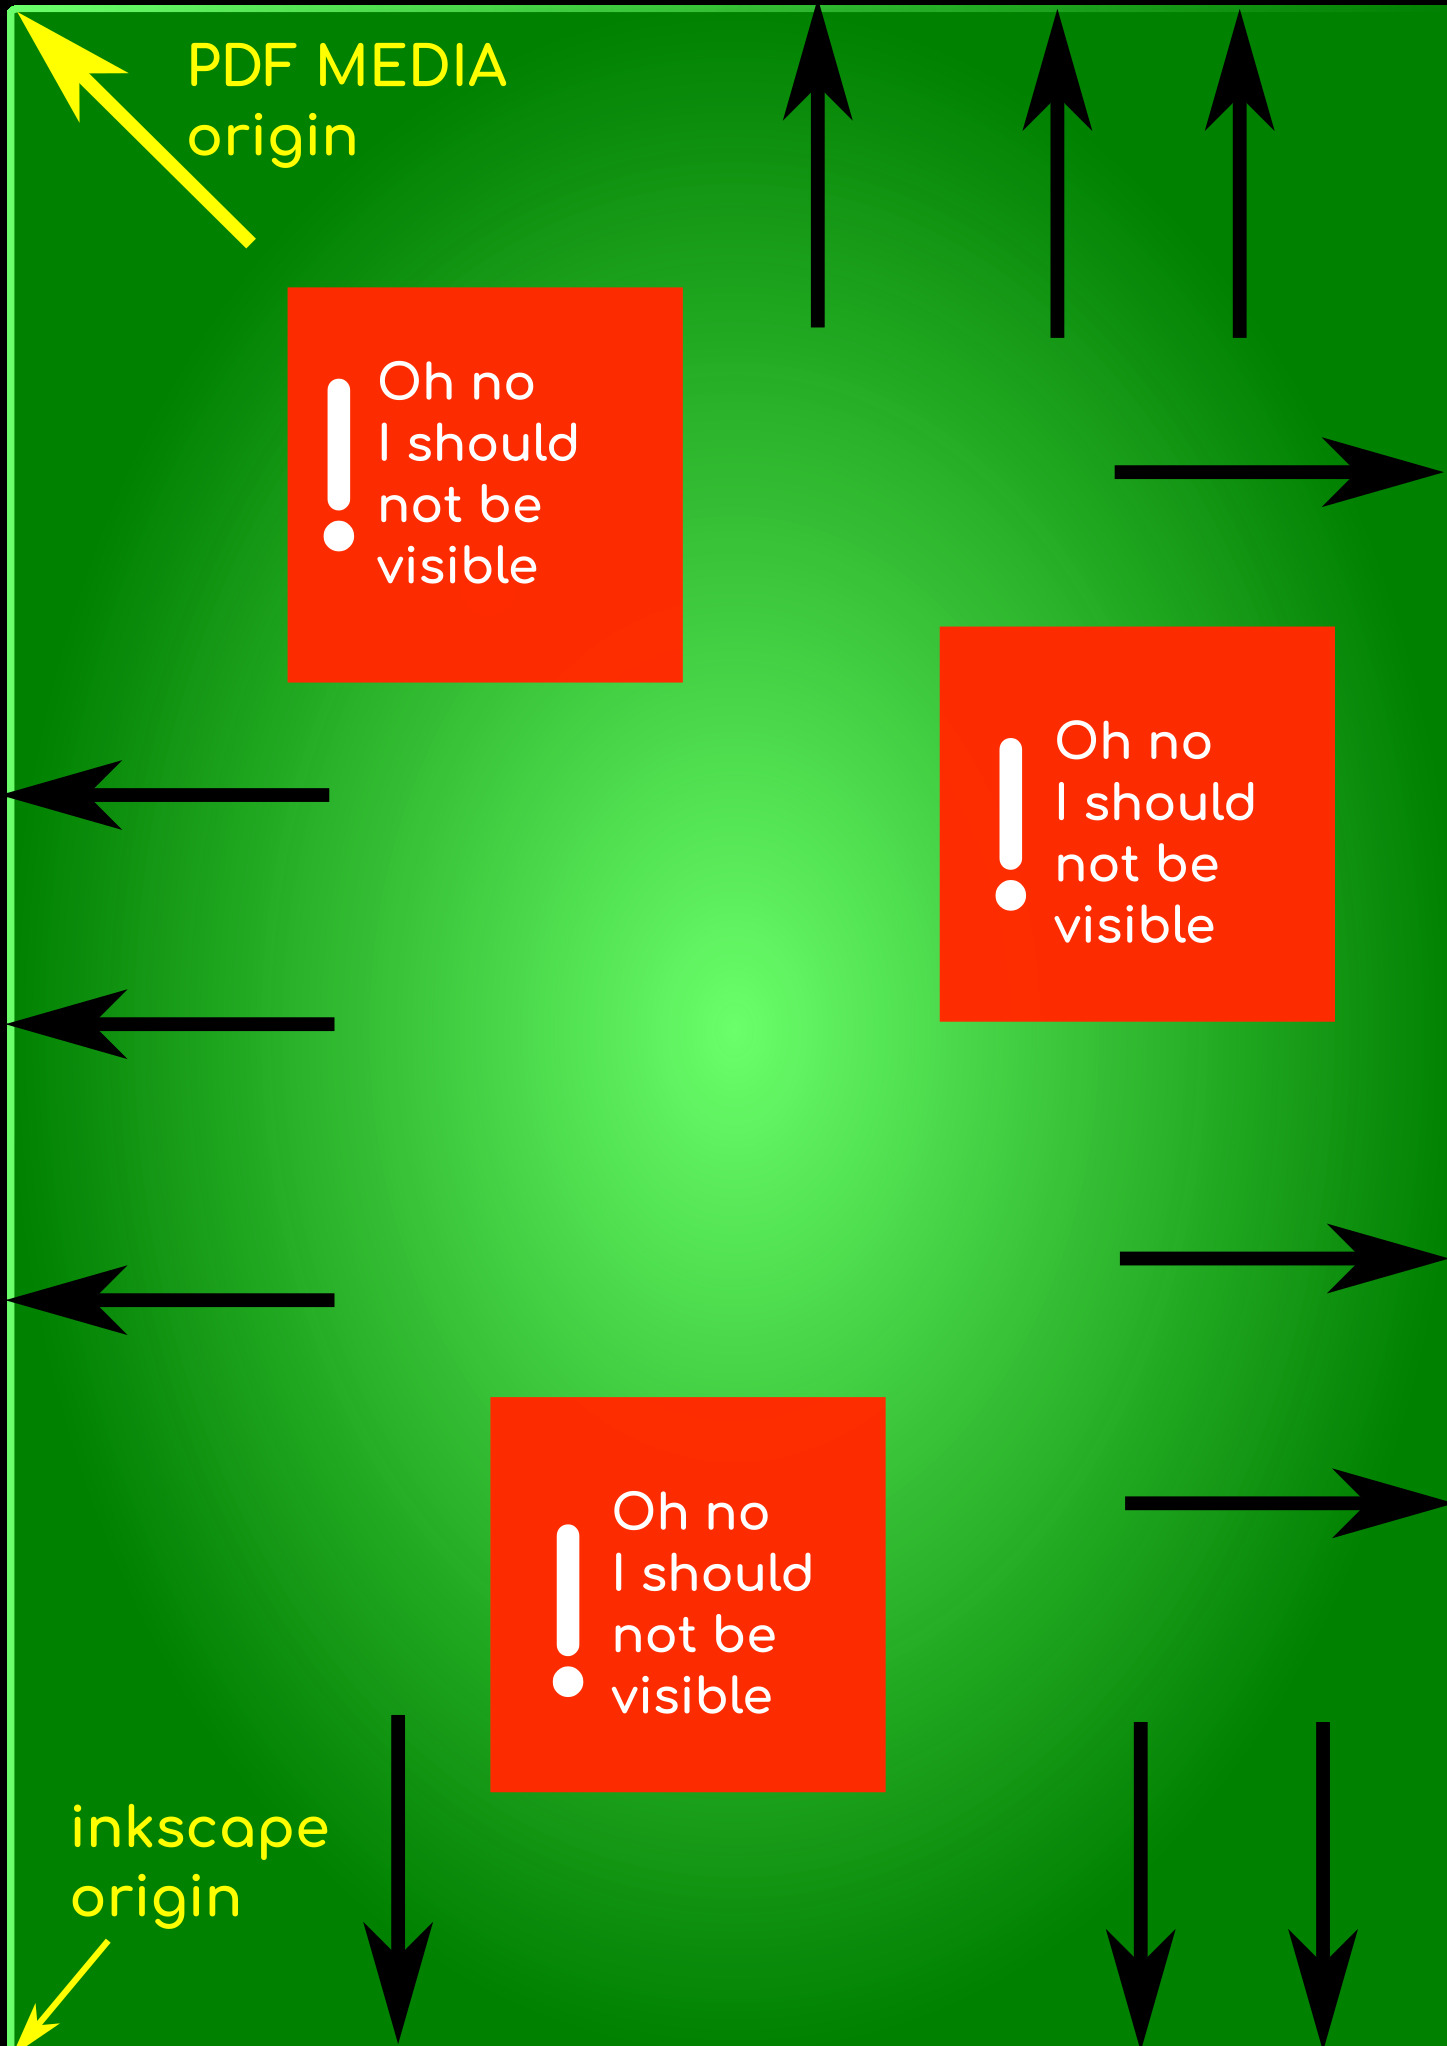 PDF MEDIA
origin
Oh no
I should
not be
visible
Oh no
I should
not be
visible
Oh no
I should
not be
visible
inkscape
origin